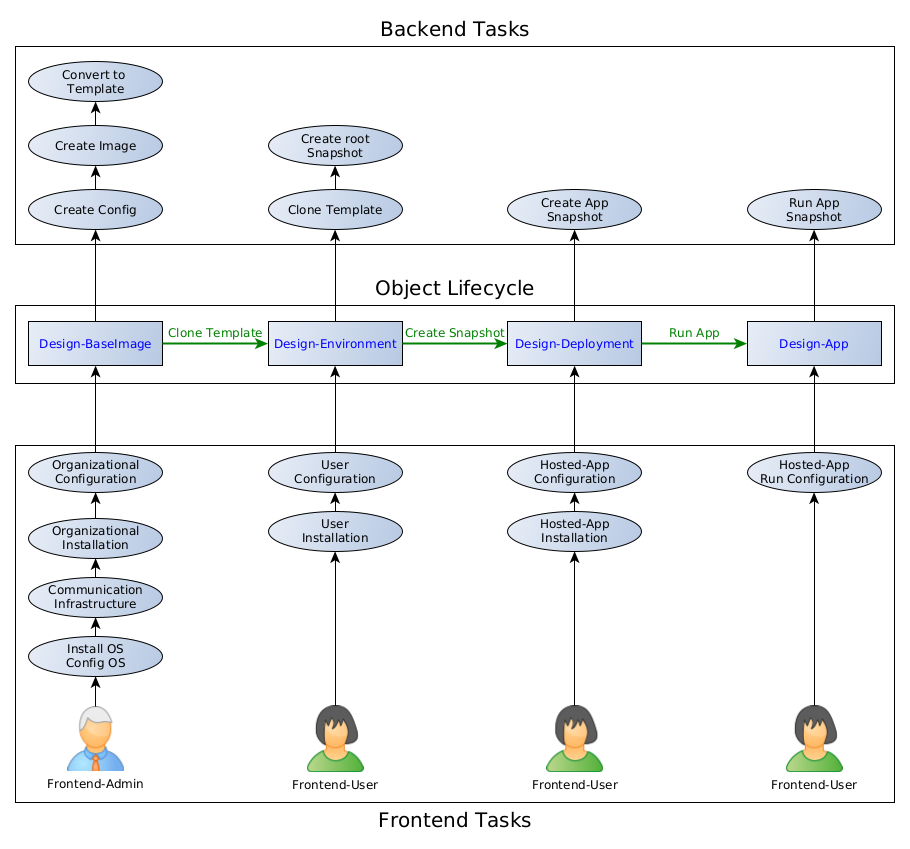 Backend Tasks
Convert to
Template
Create Image
Create root
Snapshot
Create Config
Clone Template
Create App
Snapshot
Run App
Snapshot
Object Lifecycle
Design-BaseImage
Clone Template
Design-Environment
Create Snapshot
Design-Deployment
Run App
Design-App
Organizational
Configuration
User
Configuration
Hosted-App
Configuration
Hosted-App
Run Configuration
Organizational
Installation
User
Installation
Hosted-App
Installation
Communication
Infrastructure
Install OS
Config OS
Frontend-Admin
Frontend-User
Frontend-User
Frontend-User
Frontend Tasks